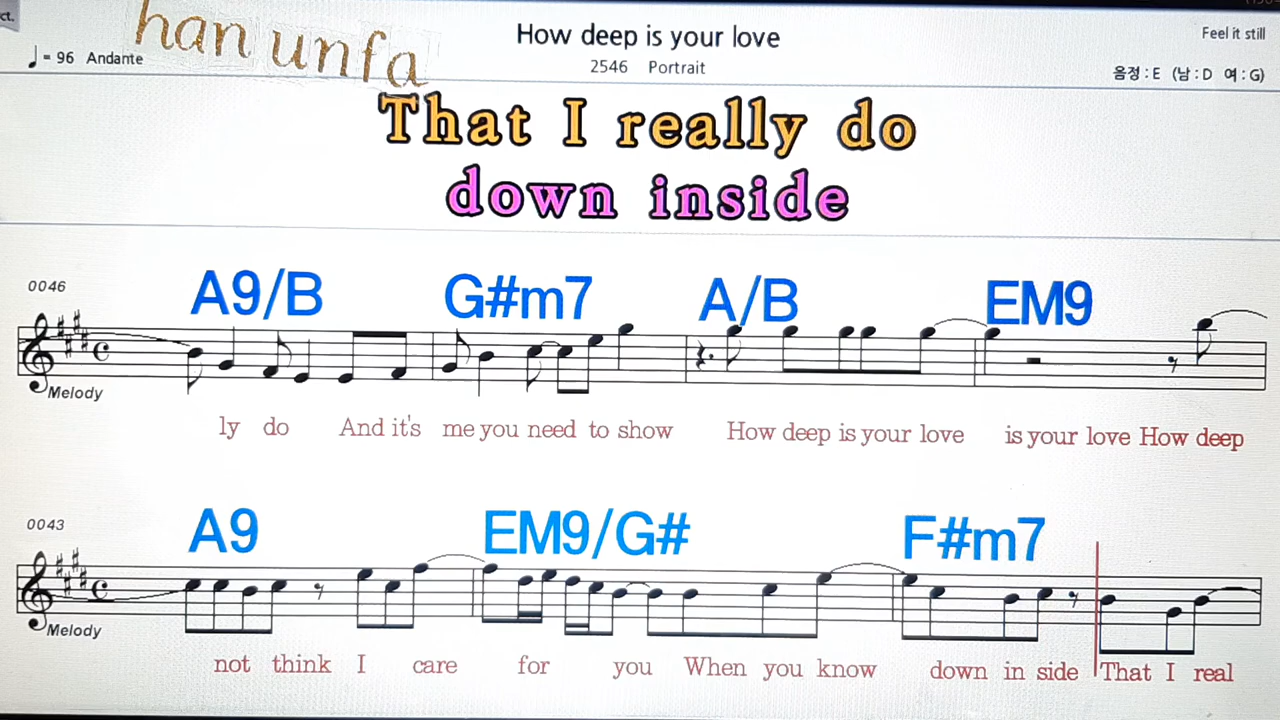 ct.
han unfa
How deep is your love
Feel it still
♩ = 96 Andante
2546 Portrait
음정 : E (남 : D 여 : G)
That I really do
down inside
0046
A9/B G#m7 A/B EM9
Melody
ly do And it's me you need to show How deep is your love is your love How deep
0043
A9 EM9/G# F#m7
Melody
not think I care for you When you know down in side That I real